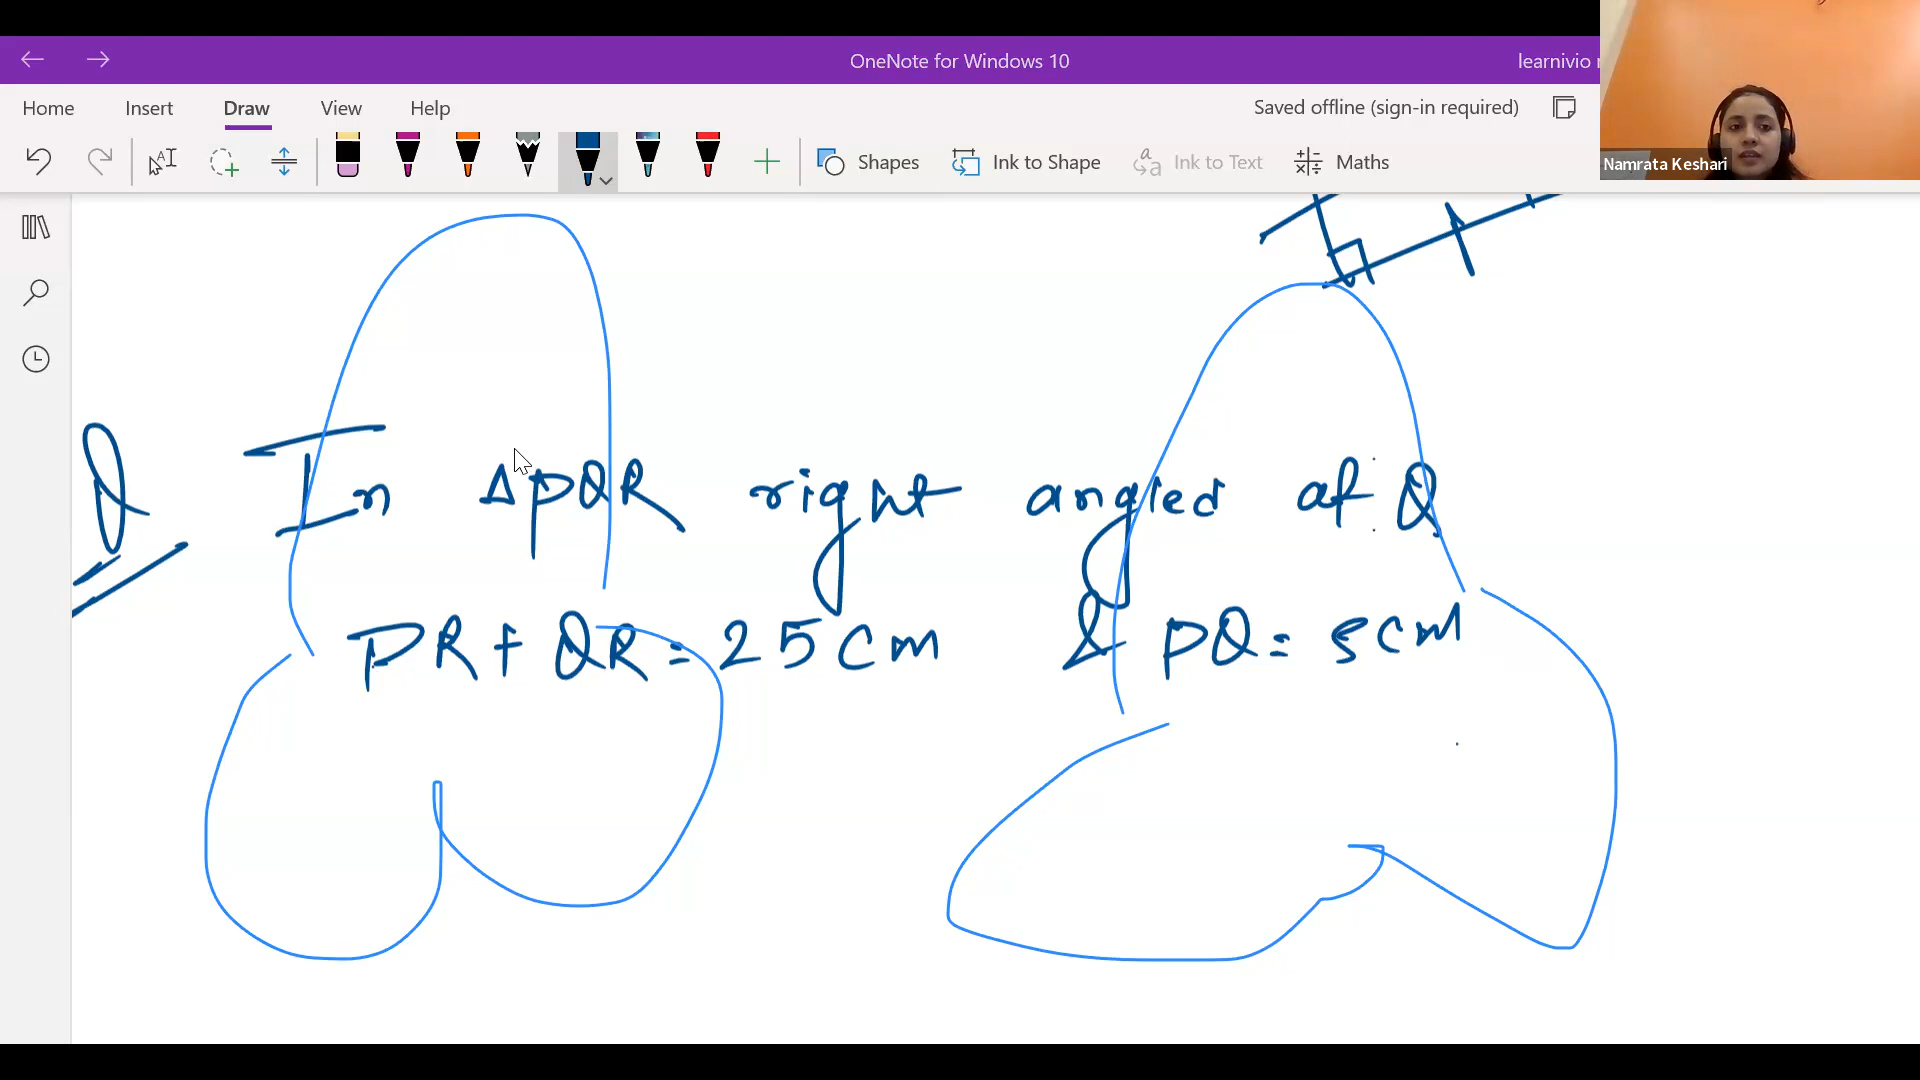 OneNote for Windows 10
learnivio
Home Insert Draw View Help
Saved offline (sign-in required)
Shapes Ink to Shape Ink to Text Maths
Namrata Keshari
Q In ΔPQR right angled at Q
PR + QR = 25 cm & PQ = 5 cm